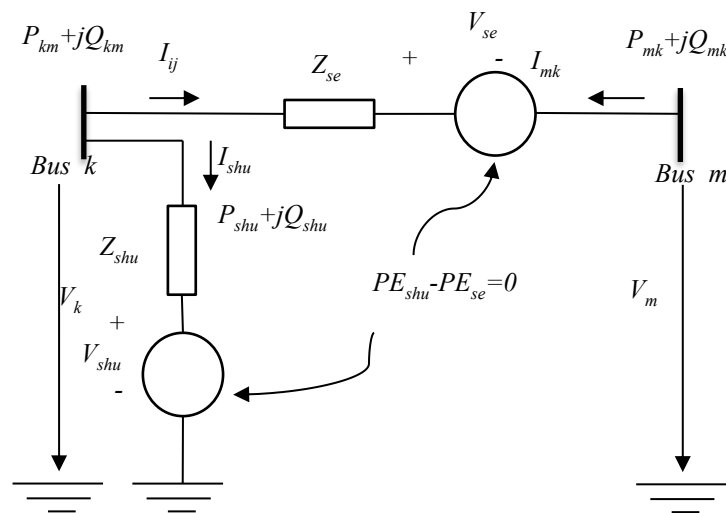 P_km+jQ_km
I_ij
Z_se
+
V_se
-
I_mk
P_mk+jQ_mk
Bus k
I_shu
Bus m
P_shu+jQ_shu
Z_shu
V_k
PE_shu-PE_se=0
V_m
+
V_shu
-